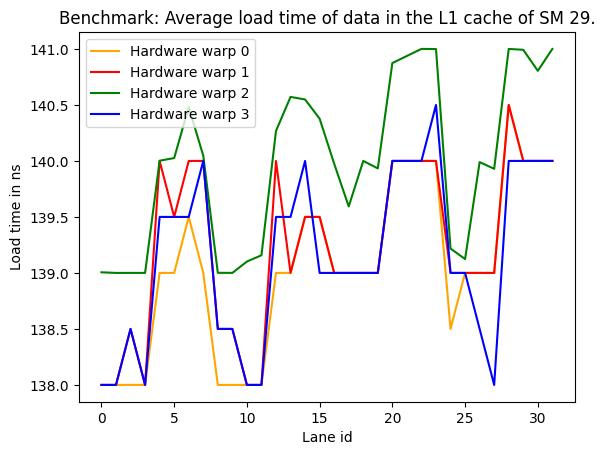 Benchmark: Average load time of data in the L1 cache of SM 29.
Hardware warp 0
Hardware warp 1
Hardware warp 2
Hardware warp 3
Load time in ns
141.0
140.5
140.0
139.5
139.0
138.5
138.0
0 5 10 15 20 25 30
Lane id